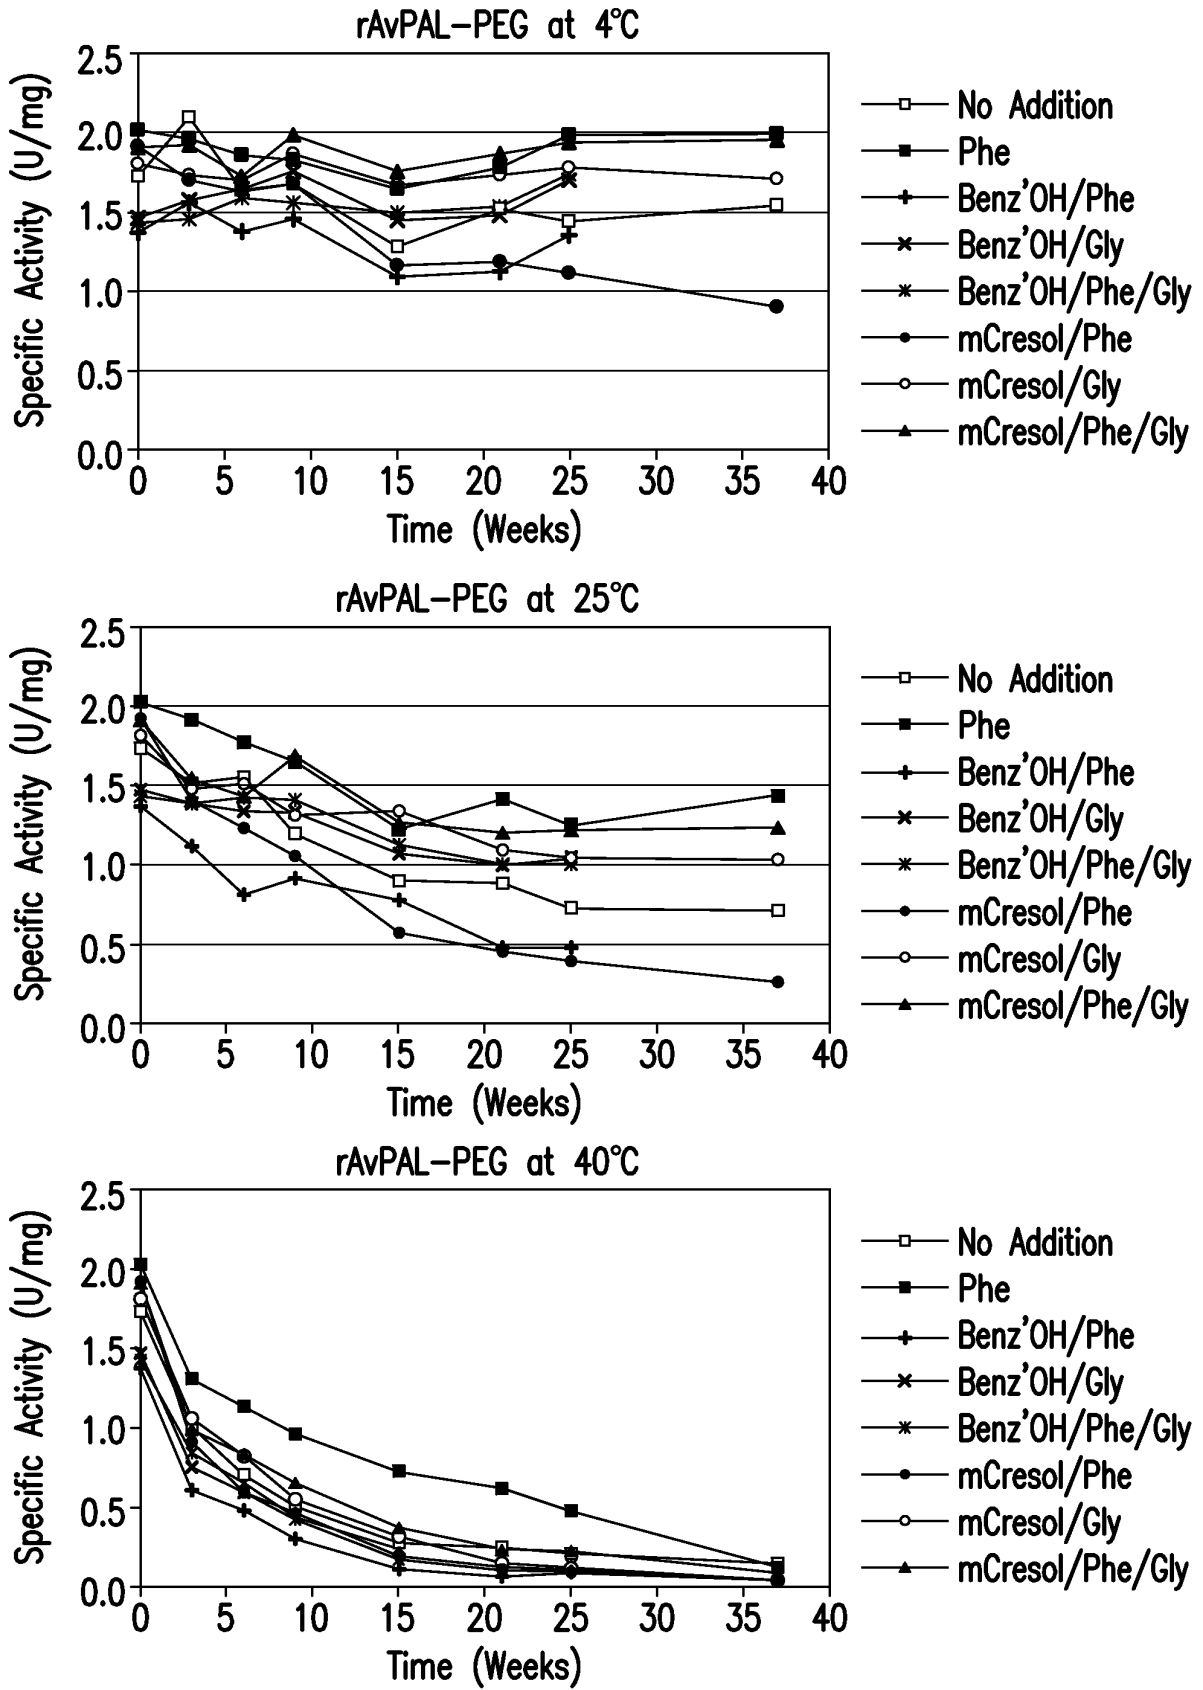 rAvPAL-PEG at 4°C
2.5
2.0
1.5
1.0
0.5
0.0
Specific Activity (U/mg)
0 5 10 15 20 25 30 35 40
Time (Weeks)
No Addition
Phe
Benz'OH/Phe
Benz'OH/Gly
Benz'OH/Phe/Gly
mCresol/Phe
mCresol/Gly
mCresol/Phe/Gly
rAvPAL-PEG at 25°C
2.5
2.0
1.5
1.0
0.5
0.0
Specific Activity (U/mg)
0 5 10 15 20 25 30 35 40
Time (Weeks)
No Addition
Phe
Benz'OH/Phe
Benz'OH/Gly
Benz'OH/Phe/Gly
mCresol/Phe
mCresol/Gly
mCresol/Phe/Gly
rAvPAL-PEG at 40°C
2.5
2.0
1.5
1.0
0.5
0.0
Specific Activity (U/mg)
0 5 10 15 20 25 30 35 40
Time (Weeks)
No Addition
Phe
Benz'OH/Phe
Benz'OH/Gly
Benz'OH/Phe/Gly
mCresol/Phe
mCresol/Gly
mCresol/Phe/Gly